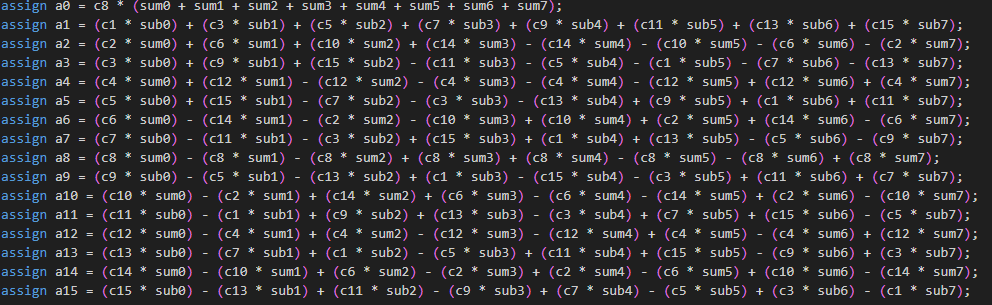 assign a0 = c8 * (sum0 + sum1 + sum2 + sum3 + sum4 + sum5 + sum6 + sum7);
assign a1 = (c1 * sub0) + (c3 * sub1) + (c5 * sub2) + (c7 * sub3) + (c9 * sub4) + (c11 * sub5) + (c13 * sub6) + (c15 * sub7);
assign a2 = (c2 * sum0) + (c6 * sum1) + (c10 * sum2) + (c14 * sum3) - (c14 * sum4) - (c10 * sum5) - (c6 * sum6) - (c2 * sum7);
assign a3 = (c3 * sub0) + (c9 * sub1) + (c15 * sub2) - (c11 * sub3) - (c5 * sub4) - (c1 * sub5) - (c7 * sub6) - (c13 * sub7);
assign a4 = (c4 * sum0) + (c12 * sum1) - (c12 * sum2) - (c4 * sum3) - (c4 * sum4) - (c12 * sum5) + (c12 * sum6) + (c4 * sum7);
assign a5 = (c5 * sub0) + (c15 * sub1) - (c7 * sub2) - (c3 * sub3) - (c13 * sub4) + (c9 * sub5) + (c1 * sub6) + (c11 * sub7);
assign a6 = (c6 * sum0) - (c14 * sum1) - (c2 * sum2) - (c10 * sum3) + (c10 * sum4) + (c2 * sum5) + (c14 * sum6) - (c6 * sum7);
assign a7 = (c7 * sub0) - (c11 * sub1) - (c3 * sub2) + (c15 * sub3) + (c1 * sub4) + (c13 * sub5) - (c5 * sub6) - (c9 * sub7);
assign a8 = (c8 * sum0) - (c8 * sum1) - (c8 * sum2) + (c8 * sum3) + (c8 * sum4) - (c8 * sum5) - (c8 * sum6) + (c8 * sum7);
assign a9 = (c9 * sub0) - (c5 * sub1) - (c13 * sub2) + (c1 * sub3) - (c15 * sub4) - (c3 * sub5) + (c11 * sub6) + (c7 * sub7);
assign a10 = (c10 * sum0) - (c2 * sum1) + (c14 * sum2) + (c6 * sum3) - (c6 * sum4) - (c14 * sum5) + (c2 * sum6) - (c10 * sum7);
assign a11 = (c11 * sub0) - (c1 * sub1) + (c9 * sub2) + (c13 * sub3) - (c3 * sub4) + (c7 * sub5) + (c15 * sub6) - (c5 * sub7);
assign a12 = (c12 * sum0) - (c4 * sum1) + (c4 * sum2) - (c12 * sum3) - (c12 * sum4) + (c4 * sum5) - (c4 * sum6) + (c12 * sum7);
assign a13 = (c13 * sub0) - (c7 * sub1) + (c1 * sub2) - (c5 * sub3) + (c11 * sub4) + (c15 * sub5) - (c9 * sub6) + (c3 * sub7);
assign a14 = (c14 * sum0) - (c10 * sum1) + (c6 * sum2) - (c2 * sum3) + (c2 * sum4) - (c6 * sum5) + (c10 * sum6) - (c14 * sum7);
assign a15 = (c15 * sub0) - (c13 * sub1) + (c11 * sub2) - (c9 * sub3) + (c7 * sub4) - (c5 * sub5) + (c3 * sub6) - (c1 * sub7);